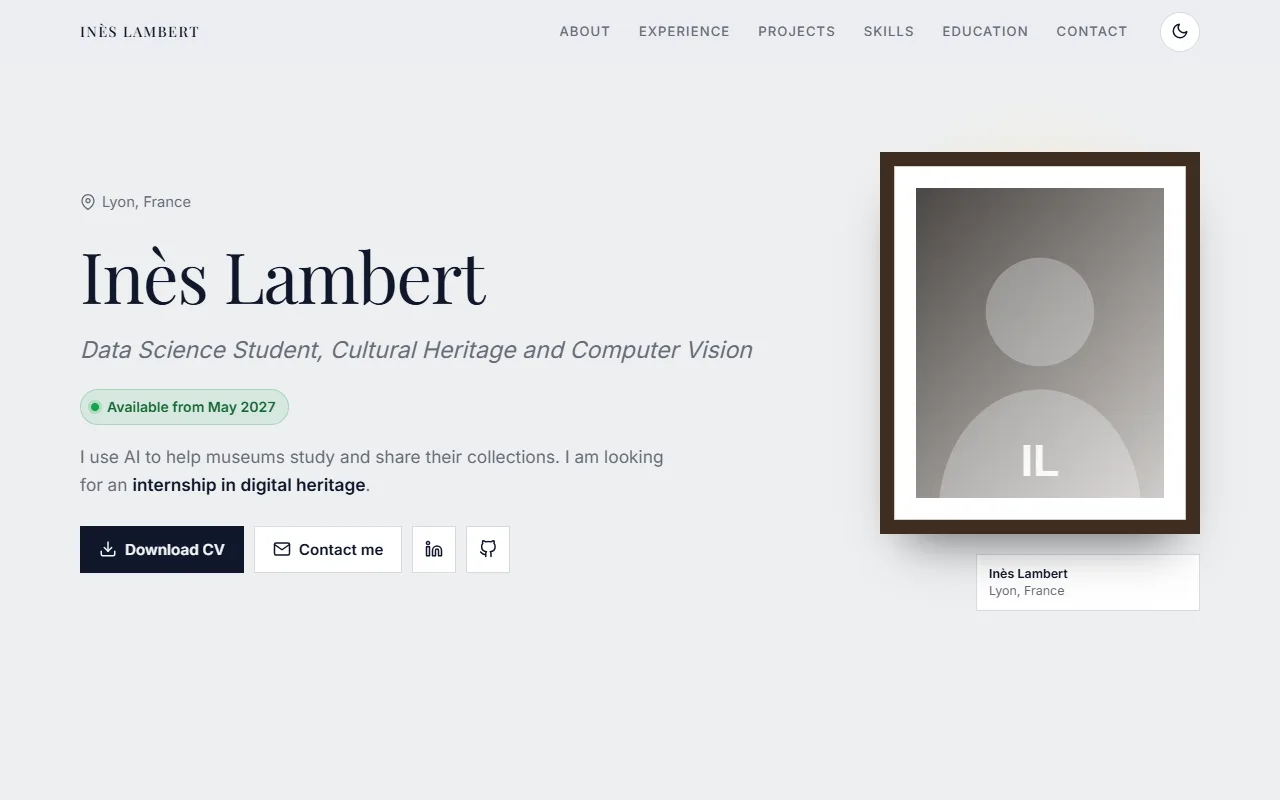 INÈS LAMBERT
ABOUT EXPERIENCE PROJECTS SKILLS EDUCATION CONTACT
Lyon, France
Inès Lambert
Data Science Student, Cultural Heritage and Computer Vision
Available from May 2027
I use AI to help museums study and share their collections. I am looking
for an internship in digital heritage.
Download CV
Contact me
IL
Inès Lambert
Lyon, France